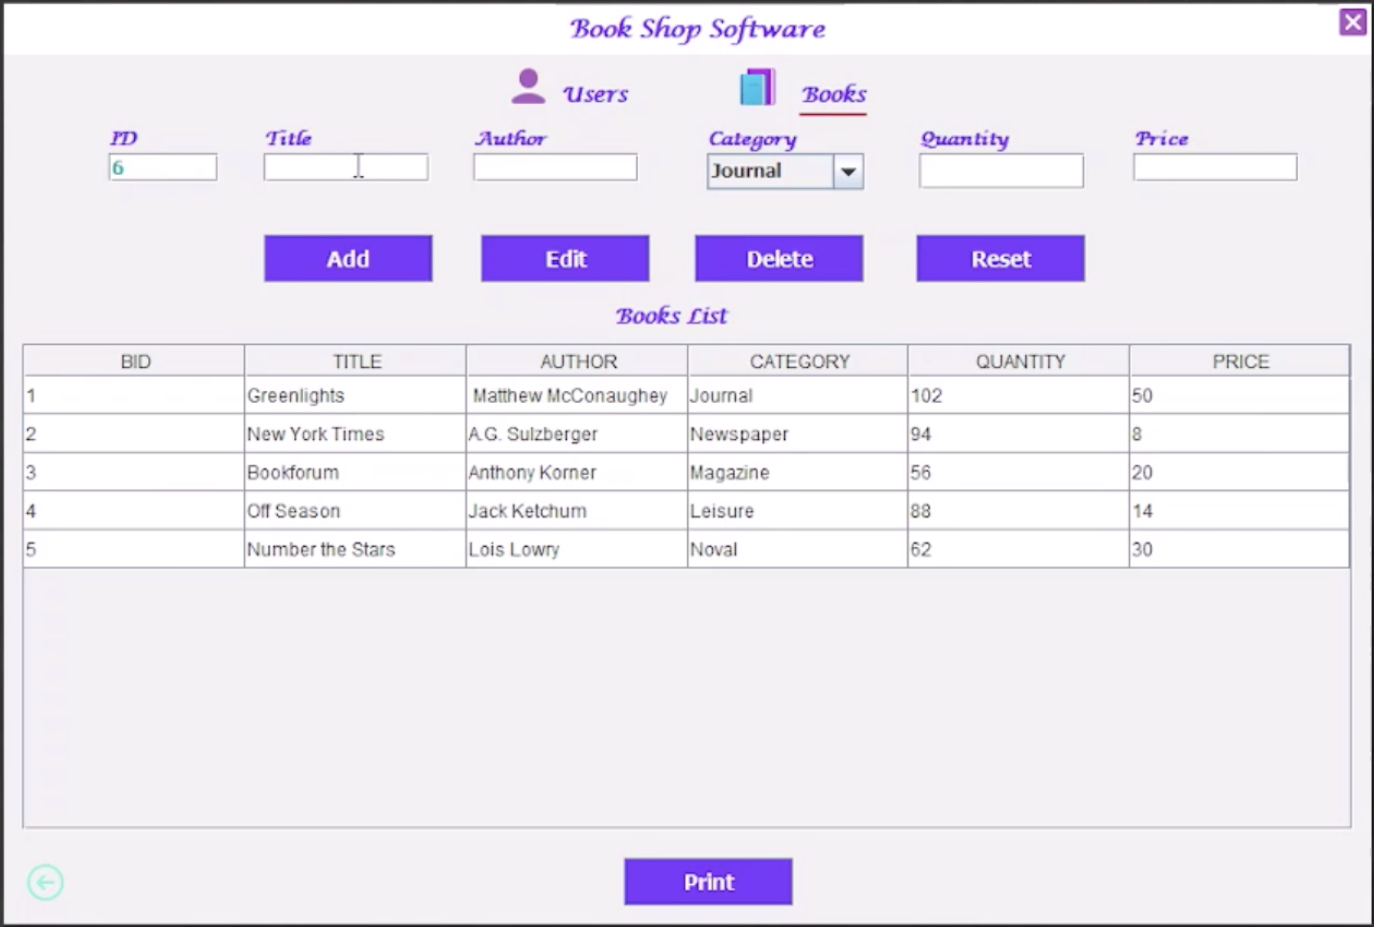 Book Shop Software
Users Books
ID Title Author Category Quantity Price
6 Journal
Add Edit Delete Reset
Books List
BID TITLE AUTHOR CATEGORY QUANTITY PRICE
1 Greenlights Matthew McConaughey Journal 102 50
2 New York Times A.G. Sulzberger Newspaper 94 8
3 Bookforum Anthony Korner Magazine 56 20
4 Off Season Jack Ketchum Leisure 88 14
5 Number the Stars Lois Lowry Noval 62 30
Print